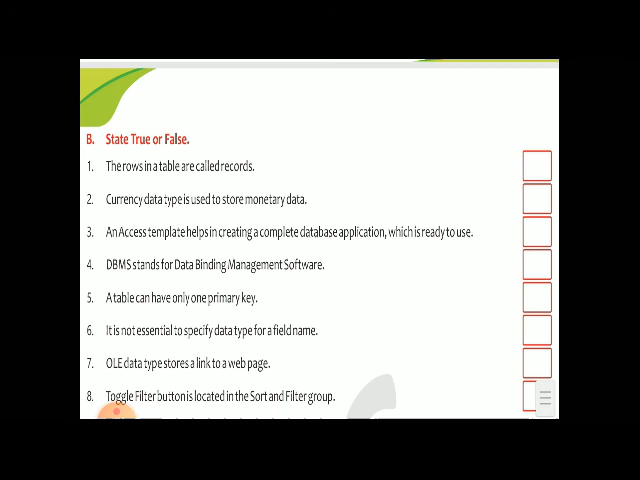 B. State True or False.
1. The rows in a table are called records.
2. Currency data type is used to store monetary data.
3. An Access template helps in creating a complete database application, which is ready to use.
4. DBMS stands for Data Binding Management Software.
5. A table can have only one primary key.
6. It is not essential to specify data type for a field name.
7. OLE data type stores a link to a web page.
8. Toggle Filter button is located in the Sort and Filter group.